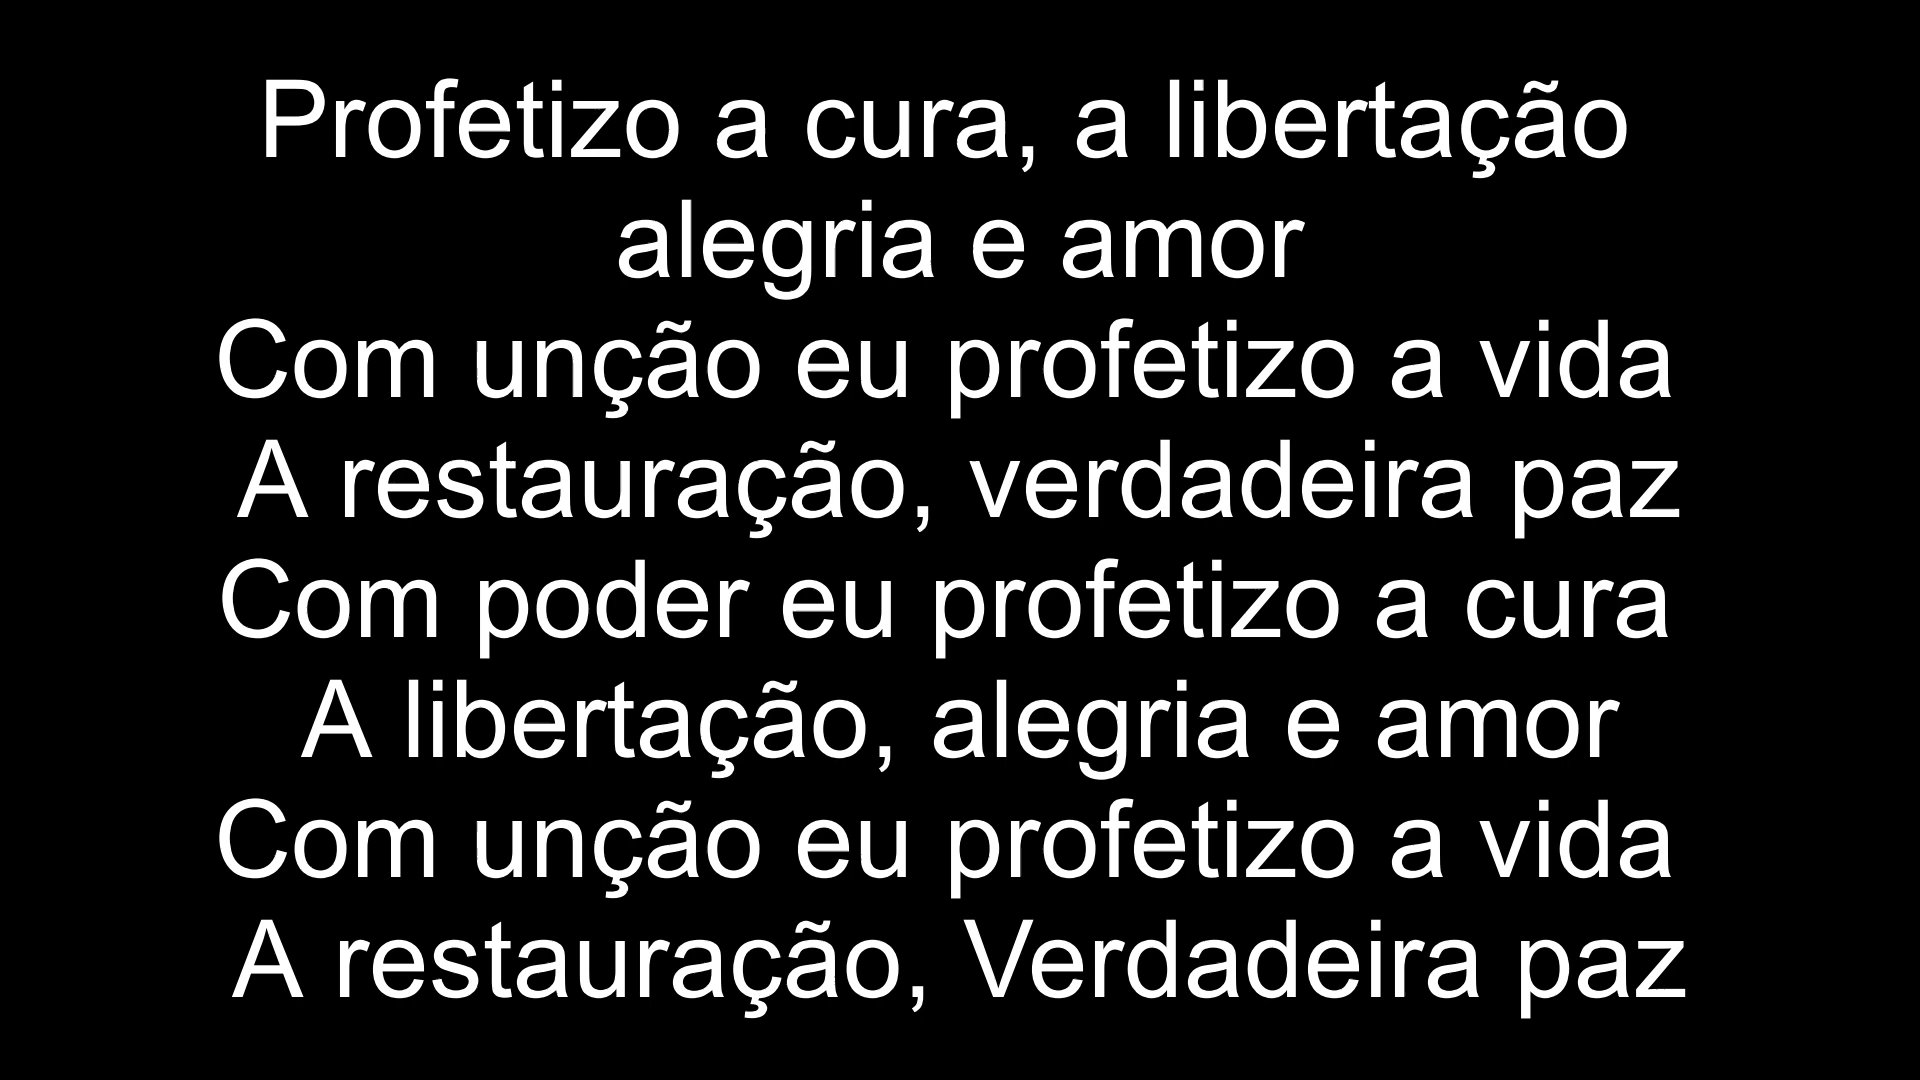 Profetizo a cura, a libertação
alegria e amor
Com unção eu profetizo a vida
A restauração, verdadeira paz
Com poder eu profetizo a cura
A libertação, alegria e amor
Com unção eu profetizo a vida
A restauração, Verdadeira paz